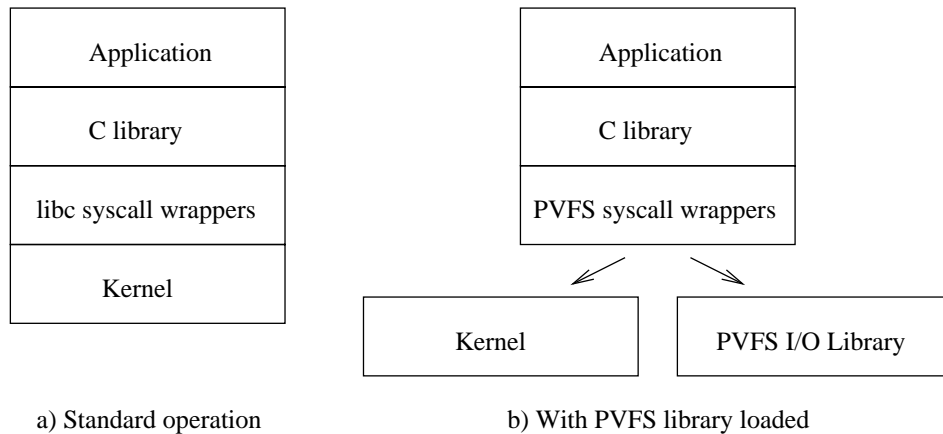 Application
C library
libc syscall wrappers
Kernel
a) Standard operation
Application
C library
PVFS syscall wrappers
Kernel
PVFS I/O Library
b) With PVFS library loaded